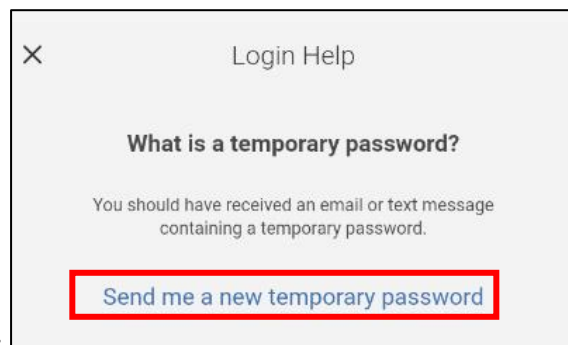 Login Help
What is a temporary password?
You should have received an email or text message
containing a temporary password.
Send me a new temporary password